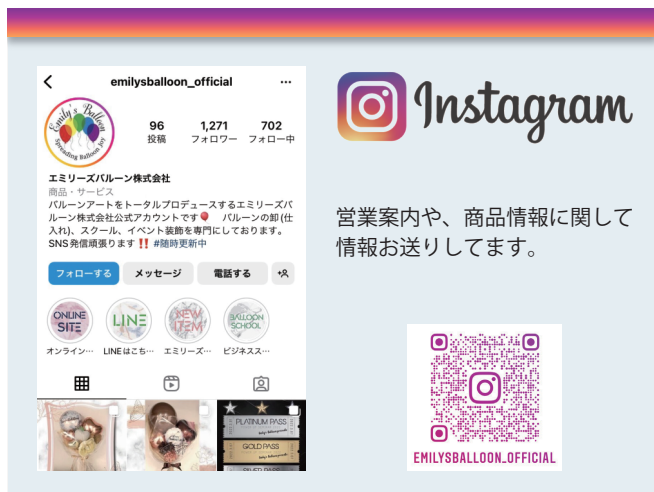 emilysballoon_official
Emily's Balloon
Spreading Balloon Joy
96
投稿
1,271
フォロワー
702
フォロー中
エミリーズバルーン株式会社
商品・サービス
バルーンアートをトータルプロデュースするエミリーズバ
ルーン株式会社公式アカウントです🎈 バルーンの卸(仕
入れ)、スクール、イベント装飾を専門にしております。
SNS発信頑張ります‼️ #随時更新中
フォローする
メッセージ
電話する
ONLINE
SITE
LINE
NEW
ITEM
BALLOON
SCHOOL
オンライン…
LINEはこち…
エミリーズ…
ビジネスス…
PLATINUM PASS
GOLD PASS
SILVER PASS
Instagram
営業案内や、商品情報に関して
情報お送りしてます。
EMILYSBALLOON_OFFICIAL